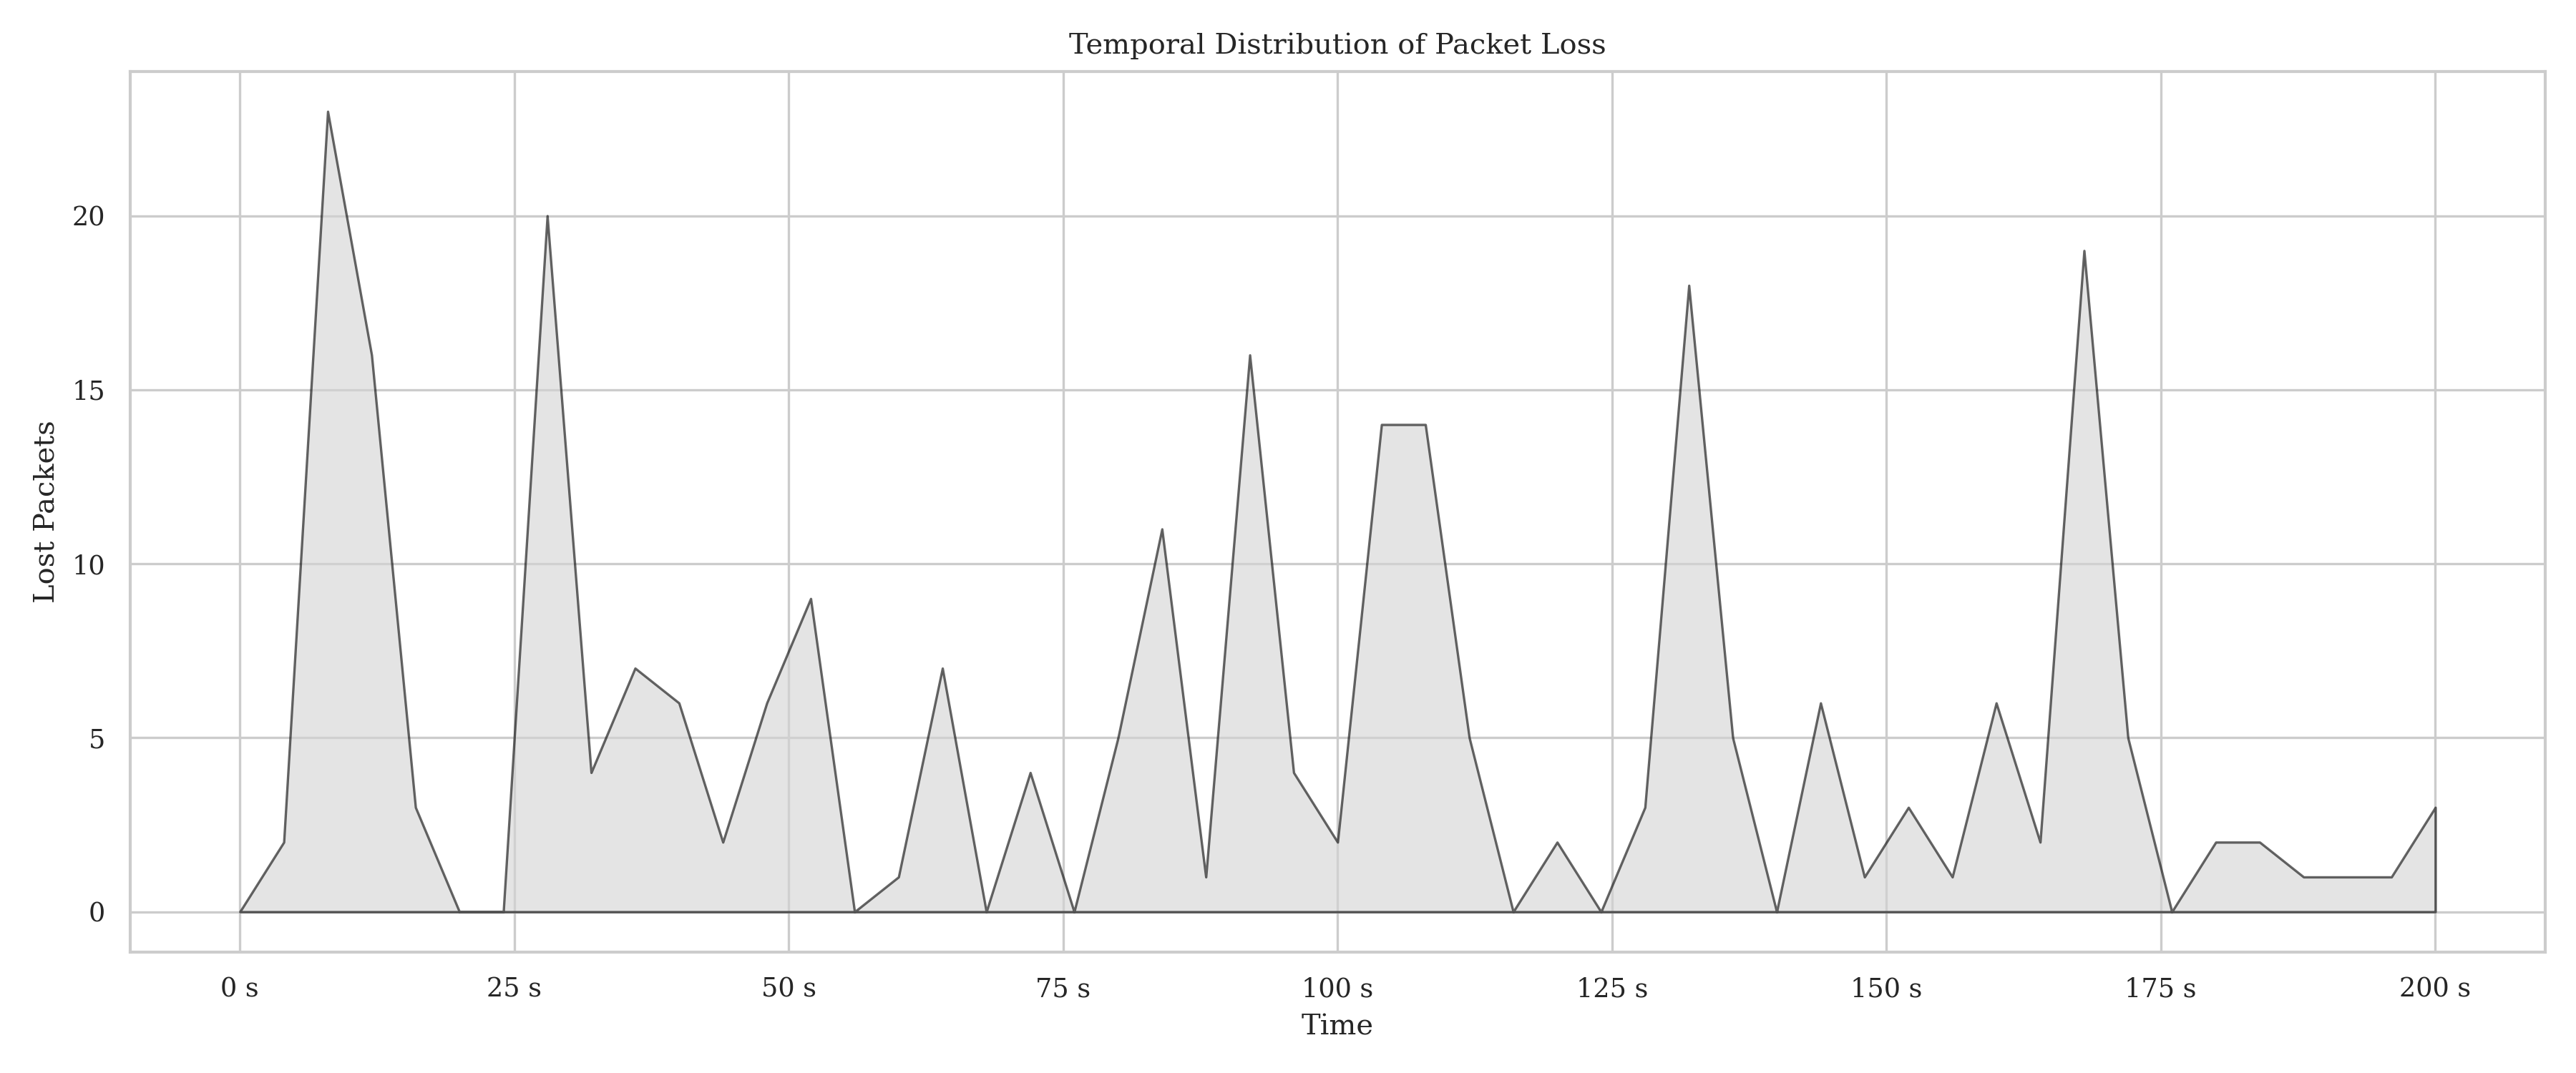 Temporal Distribution of Packet Loss
Lost Packets
20
15
10
5
0
0 s 25 s 50 s 75 s 100 s 125 s 150 s 175 s 200 s
Time